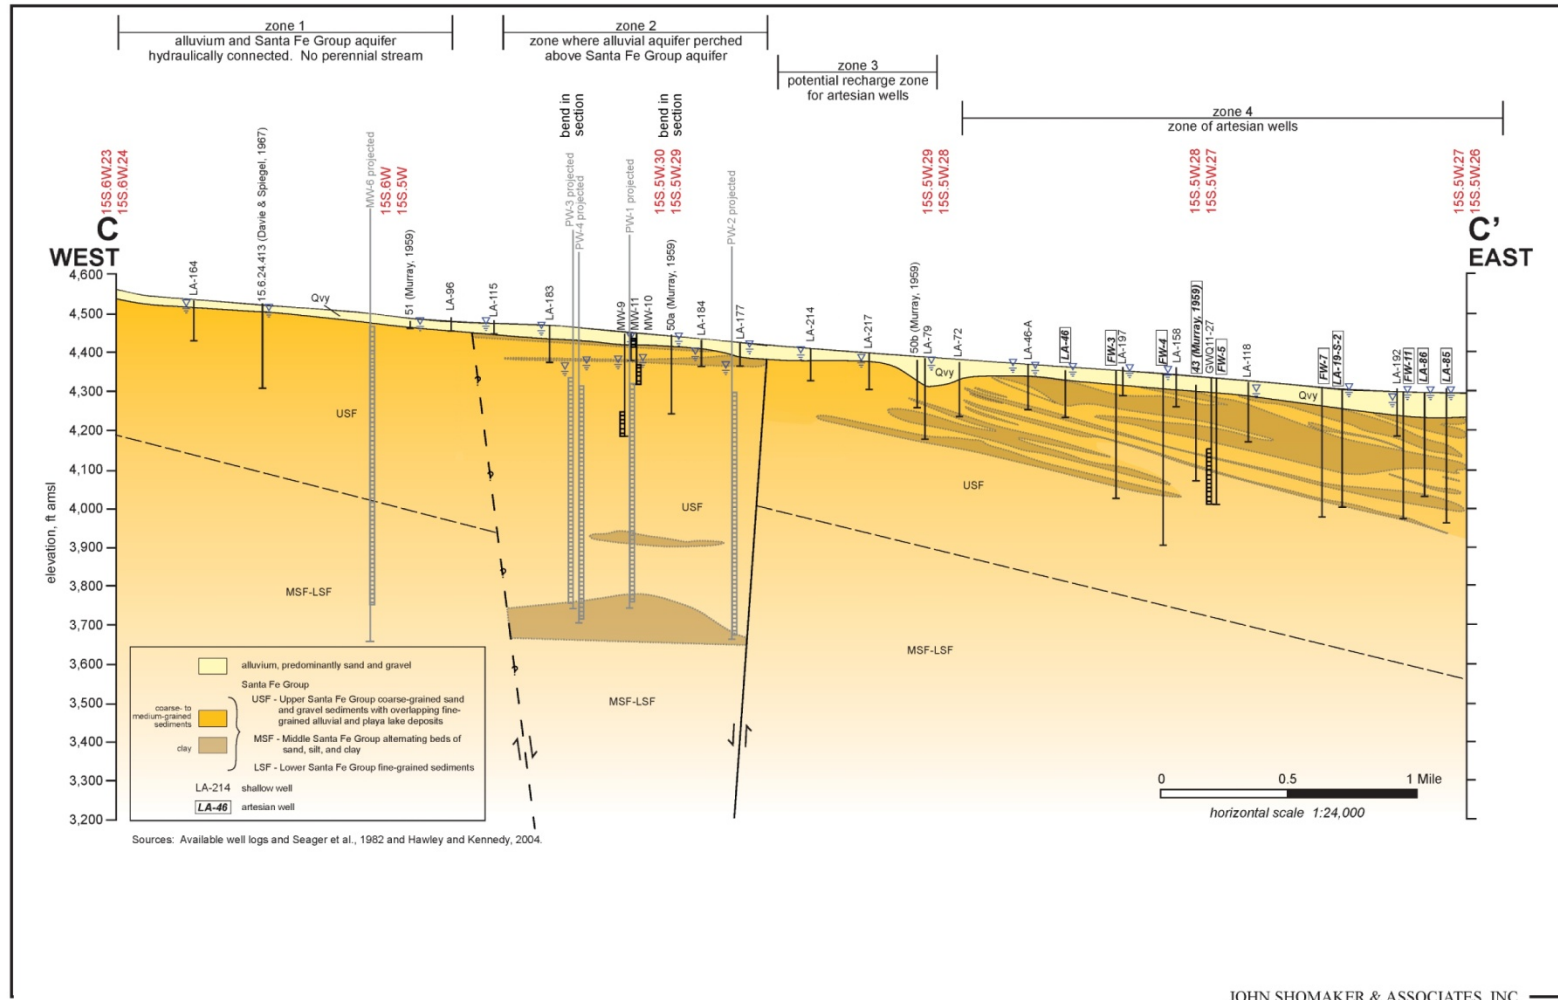 zone 1
alluvium and Santa Fe Group aquifer
hydraulically connected.  No perennial stream
zone 2
zone where alluvial aquifer perched
above Santa Fe Group aquifer
zone 3
potential recharge zone
for artesian wells
zone 4
zone of artesian wells
15S.6W.23
15S.6W.24
15S.6W
15S.5W
bend in
section
bend in
section
15S.5W.30
15S.5W.29
15S.5W.29
15S.5W.28
15S.5W.28
15S.5W.27
15S.5W.27
15S.5W.26
C
WEST
C'
EAST
LA-164
15.6.24.413 (Davie & Spiegel, 1967)
MW-6 projected
51 (Murray, 1959)
LA-96
LA-115
LA-183
PW-3 projected
PW-4 projected
MW-9
PW-1 projected
MW-11
MW-10
50a (Murray, 1959)
LA-184
PW-2 projected
LA-177
LA-214
LA-217
50b (Murray, 1959)
LA-79
LA-72
LA-46-A
LA-46
FW-3
LA-197
FW-4
LA-158
43 (Murray, 1959)
GWQ11-27
FW-5
LA-118
FW-7
LA-19-S-2
LA-192
FW-11
LA-86
LA-85
Qvy
Qvy
Qvy
USF
USF
USF
MSF-LSF
MSF-LSF
MSF-LSF
?
?
?
?
elevation, ft amsl
4,600
4,500
4,400
4,300
4,200
4,100
4,000
3,900
3,800
3,700
3,600
3,500
3,400
3,300
3,200
alluvium, predominantly sand and gravel
Santa Fe Group
coarse- to
medium-grained
sediments
clay
USF - Upper Santa Fe Group coarse-grained sand
and gravel sediments with overlapping fine-
grained alluvial and playa lake deposits
MSF - Middle Santa Fe Group alternating beds of
sand, silt, and clay
LSF - Lower Santa Fe Group fine-grained sediments
LA-214 shallow well
LA-46 artesian well
0 0.5 1 Mile
horizontal scale  1:24,000
Sources:  Available well logs and Seager et al., 1982 and Hawley and Kennedy, 2004.
JOHN SHOMAKER & ASSOCIATES, INC.